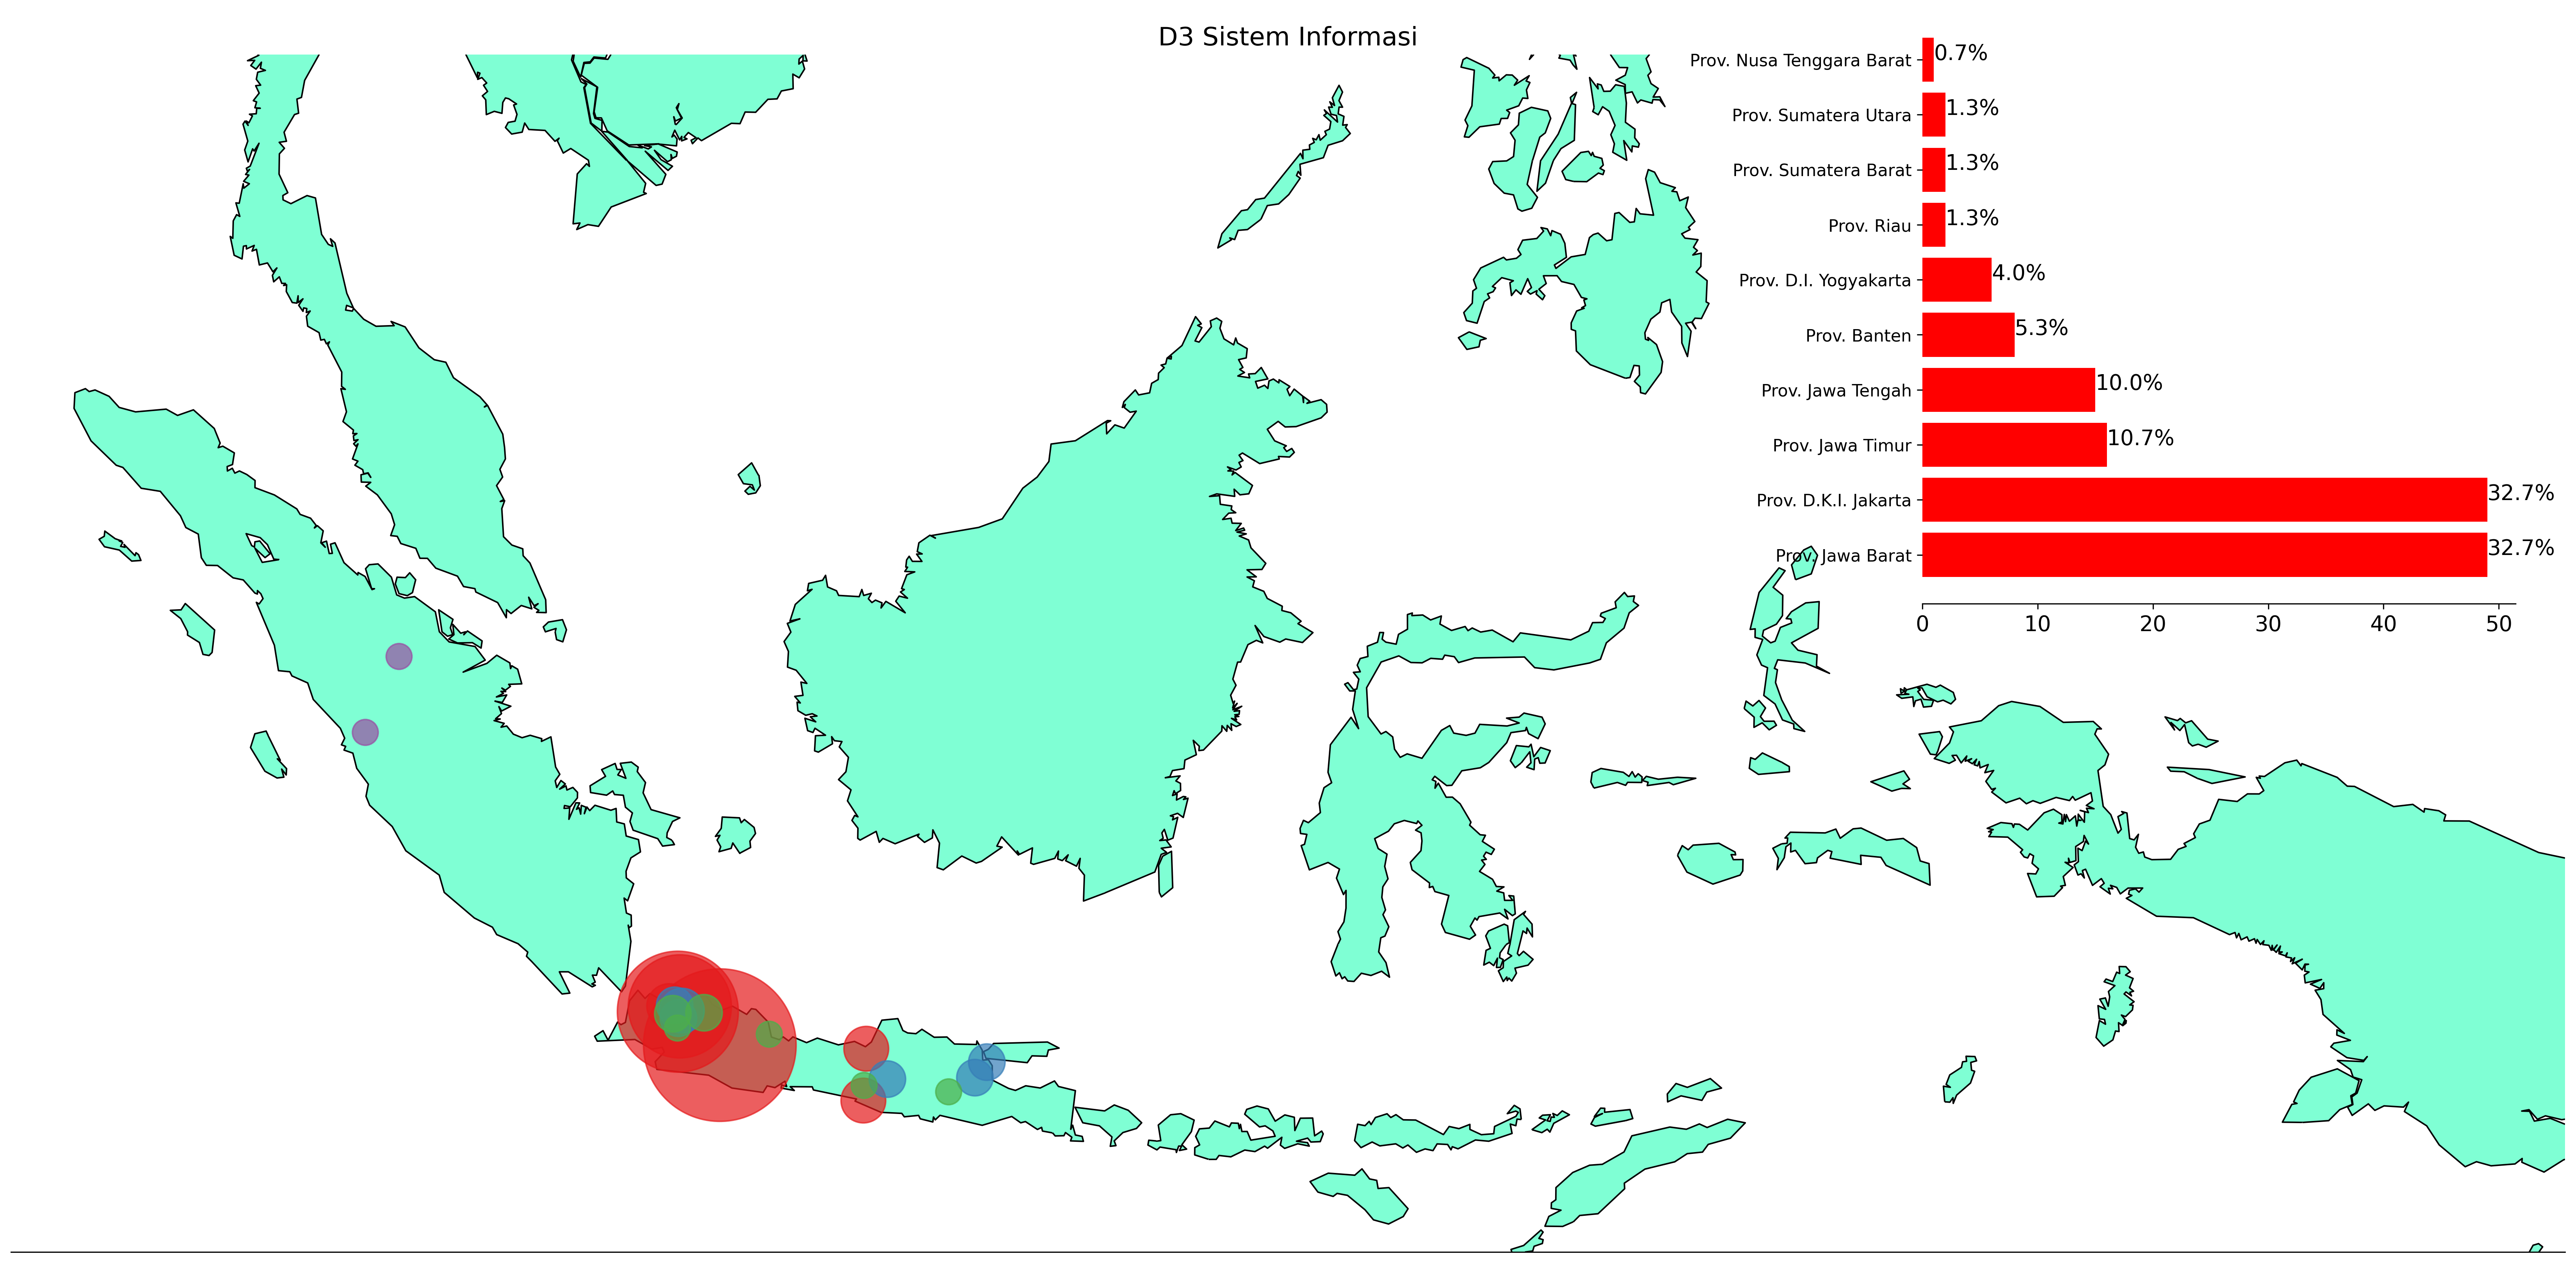 D3 Sistem Informasi
Prov. Nusa Tenggara Barat 0.7%
Prov. Sumatera Utara 1.3%
Prov. Sumatera Barat 1.3%
Prov. Riau 1.3%
Prov. D.I. Yogyakarta 4.0%
Prov. Banten 5.3%
Prov. Jawa Tengah 10.0%
Prov. Jawa Timur 10.7%
Prov. D.K.I. Jakarta 32.7%
Prov. Jawa Barat 32.7%
0 10 20 30 40 50